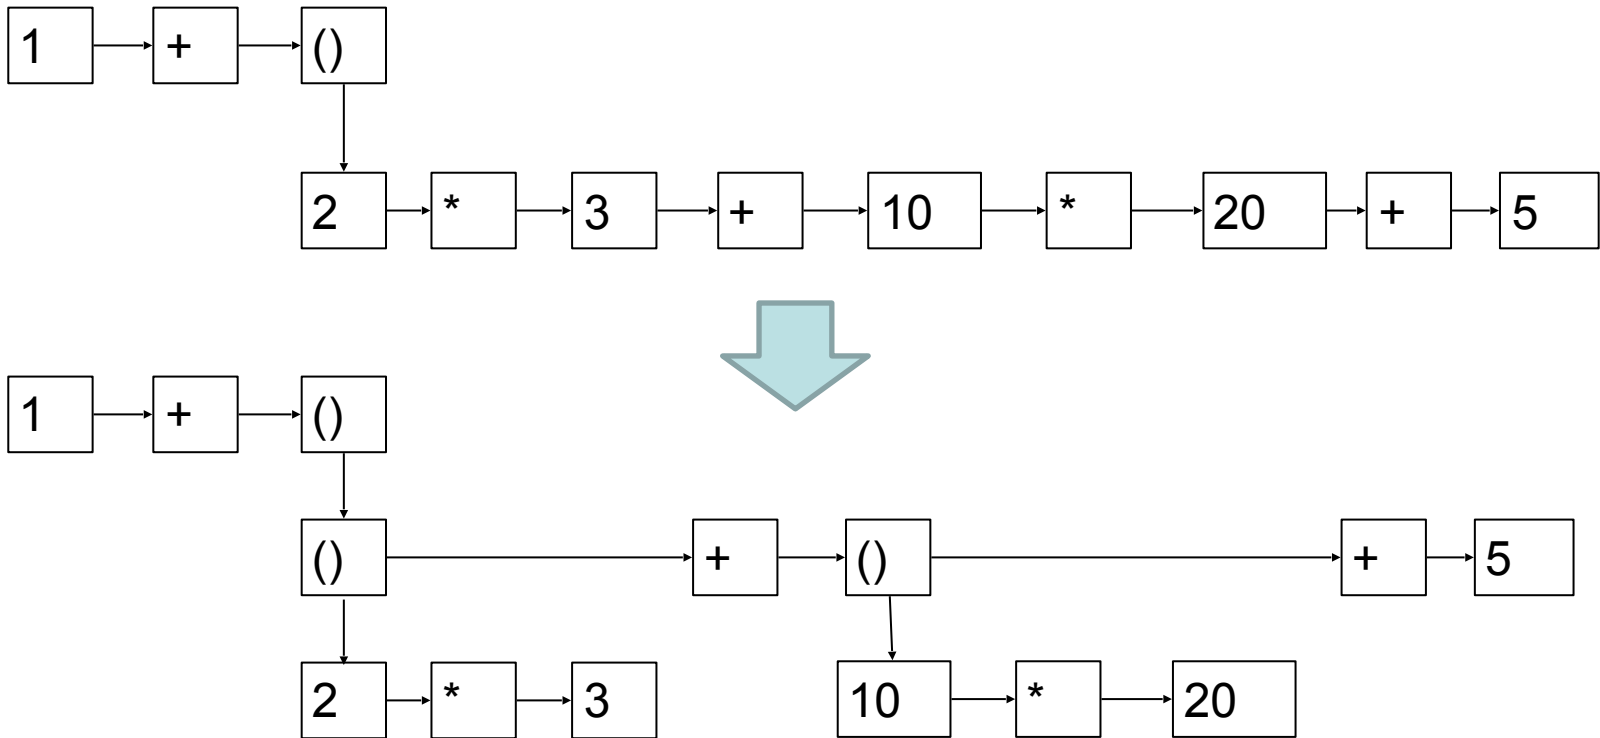 1 + ()
2 * 3 + 10 * 20 + 5
1 + ()
() + () + 5
2 * 3 10 * 20